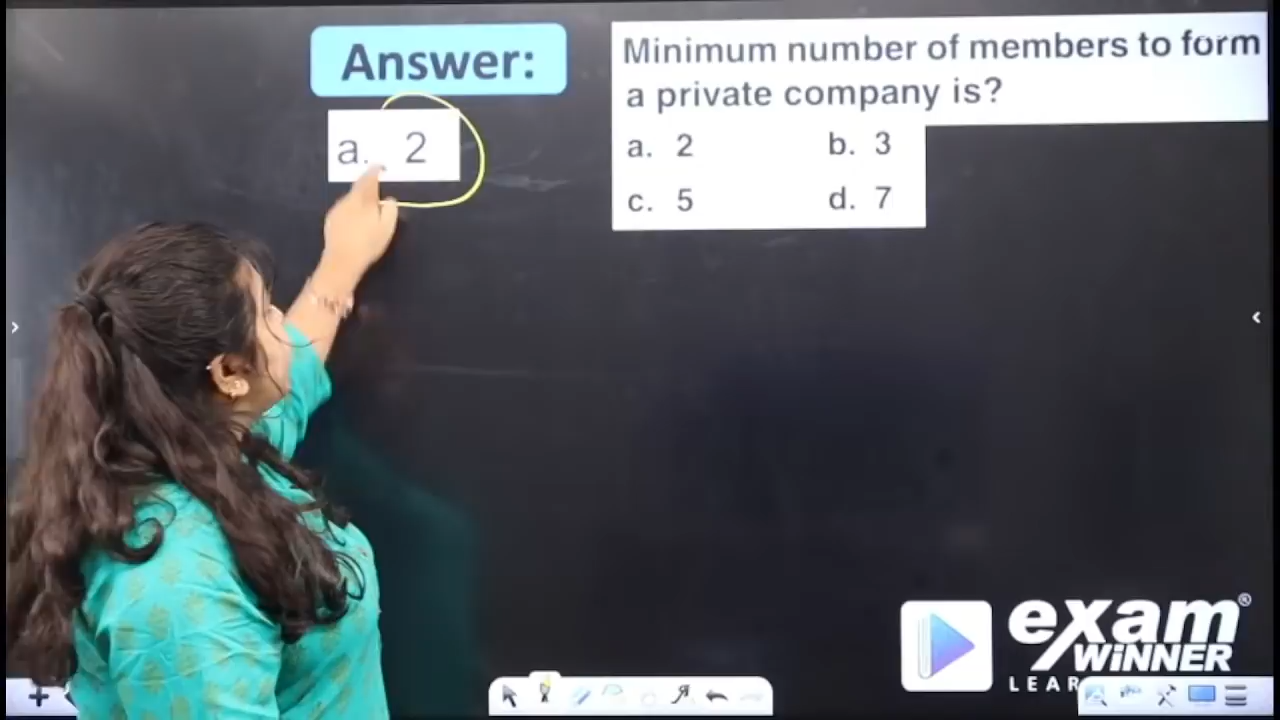 Answer:
a. 2
Minimum number of members to form
a private company is?
a. 2 b. 3
c. 5 d. 7
exam
WiNNER
LEAR